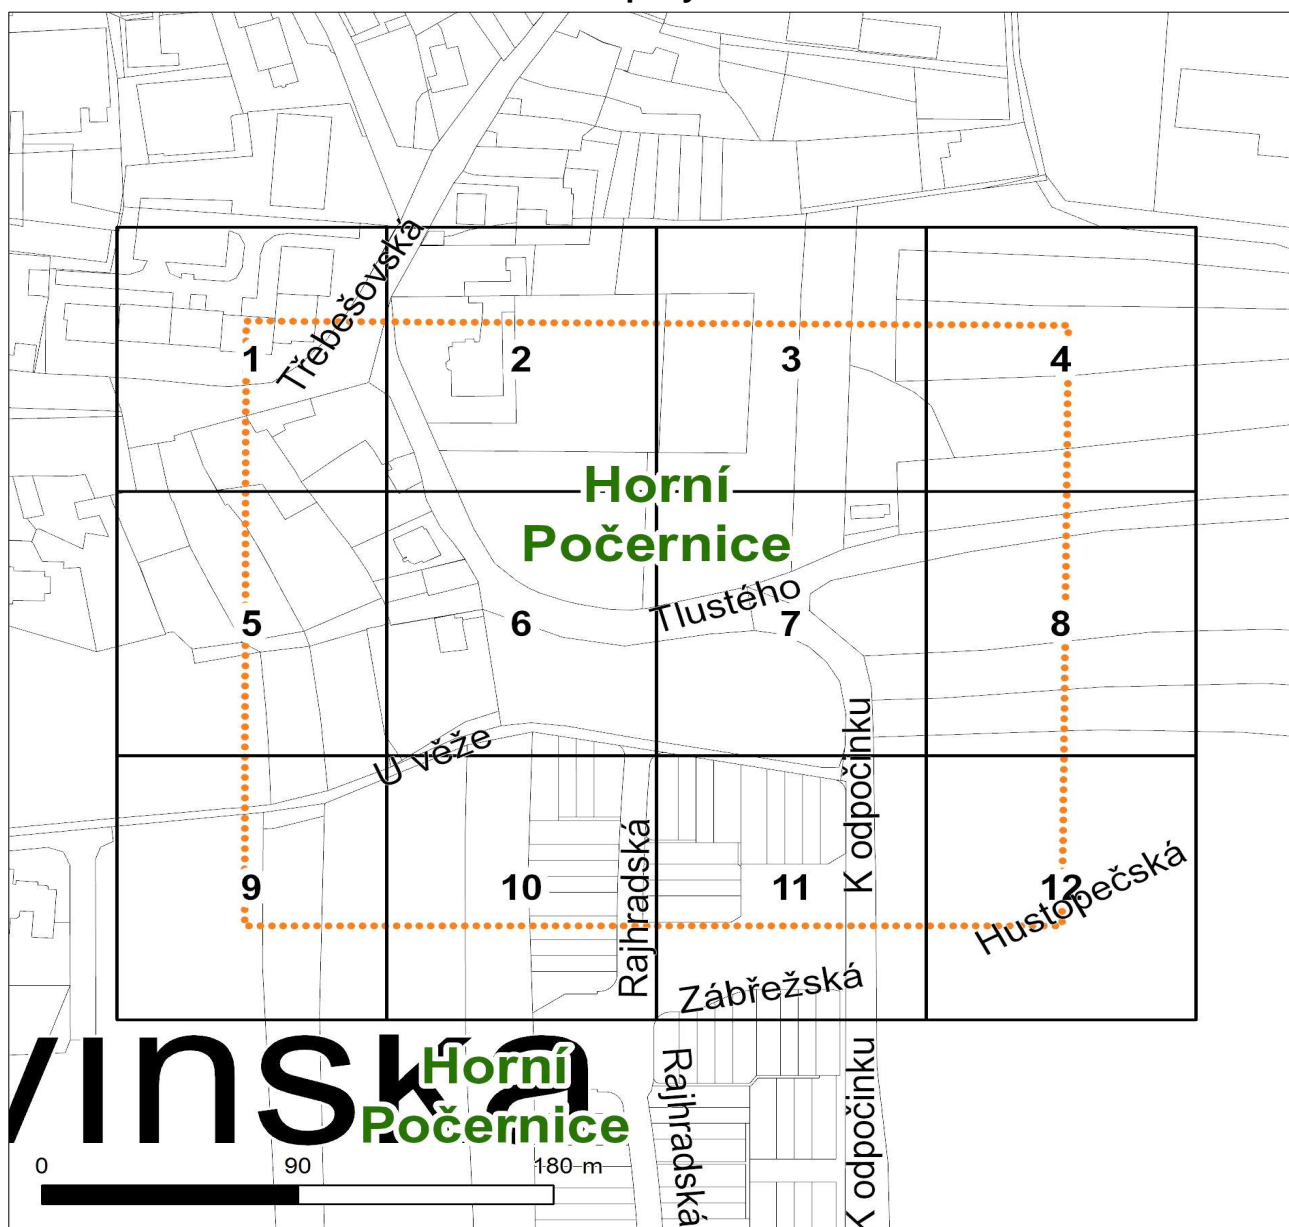 Třebešovská
1
2
3
4
Horní
Počernice
Tlustého
5
6
7
8
U věže
K odpočinku
Rajhradská
9
10
11
12
Hustopečská
Zábřežská
vinská
Horní
Počernice
Rajhradská
K odpočinku
0 90 180 m